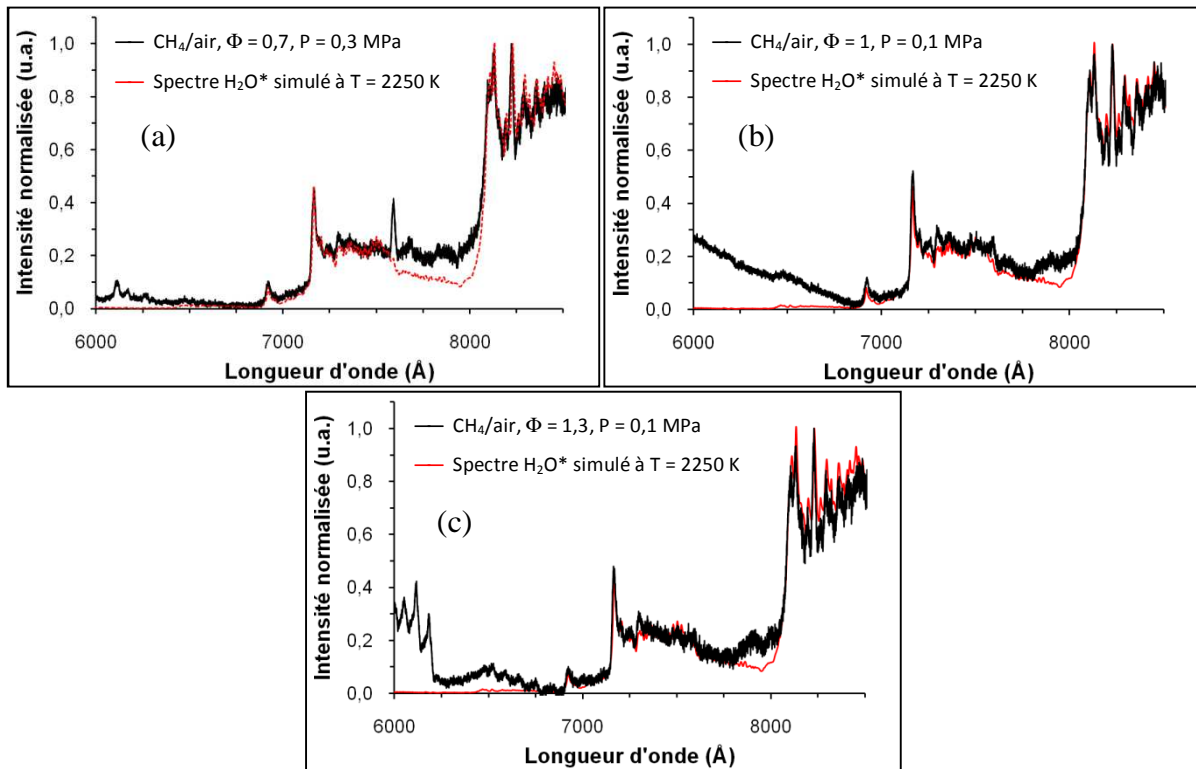 CH₄/air, Φ = 0,7, P = 0,3 MPa
Spectre H₂O* simulé à T = 2250 K
(a)
Intensité normalisée (u.a.)
1,0
0,8
0,6
0,4
0,2
0,0
6000 7000 8000
Longueur d'onde (Å)
CH₄/air, Φ = 1, P = 0,1 MPa
Spectre H₂O* simulé à T = 2250 K
(b)
Intensité normalisée (u.a.)
1,0
0,8
0,6
0,4
0,2
0,0
6000 7000 8000
Longueur d'onde (Å)
CH₄/air, Φ = 1,3, P = 0,1 MPa
Spectre H₂O* simulé à T = 2250 K
(c)
Intensité normalisée (u.a.)
1,0
0,8
0,6
0,4
0,2
0,0
6000 7000 8000
Longueur d'onde (Å)